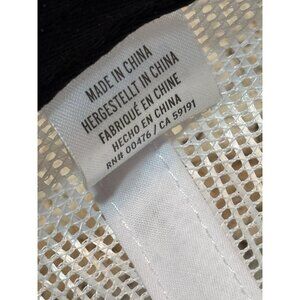 MADE IN CHINA
HERGESTELLT IN CHINA
FABRIQUÉ EN CHINE
HECHO EN CHINA
RN# 00476 / CA 59191